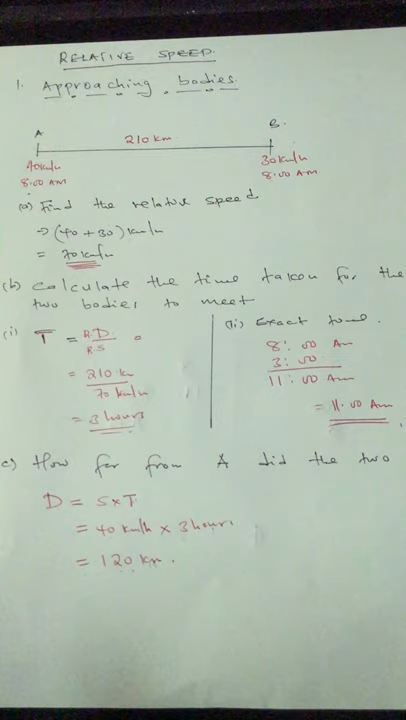 RELATIVE SPEED.
1. Approaching bodies.
A B.
210 km
40km/h 30km/h
8:00 AM 8:00 AM
(a) Find the relative speed
→ (40 + 30) km/h
= 70km/h
(b) Calculate the time taken for the
two bodies to meet
(i) T = R.D
R.S
= 210 km
70 km/h
= 3 hours
(ii) Exact time.
8 : 00 Am
3 : 00
11 : 00 Am
= 11.00 Am
c) How far from A did the two
D = S×T
= 40 km/h × 3 hours
= 120 km.